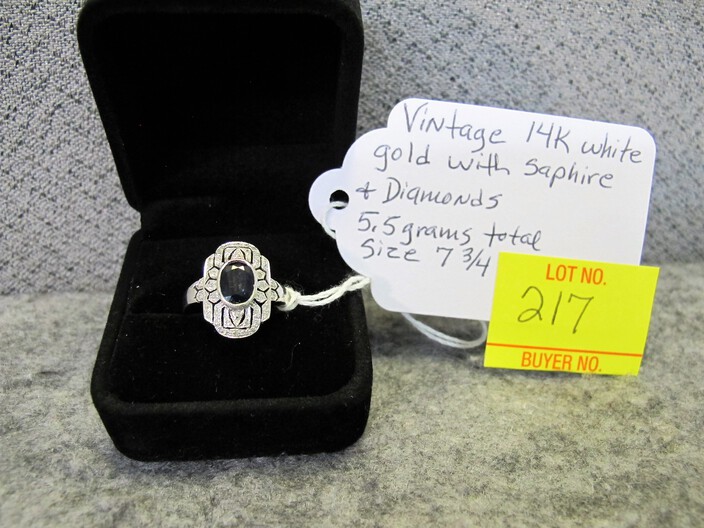 Vintage 14K white
gold with Saphire
+ Diamonds
5.5 grams total
Size 7 3/4
LOT NO.
217
BUYER NO.